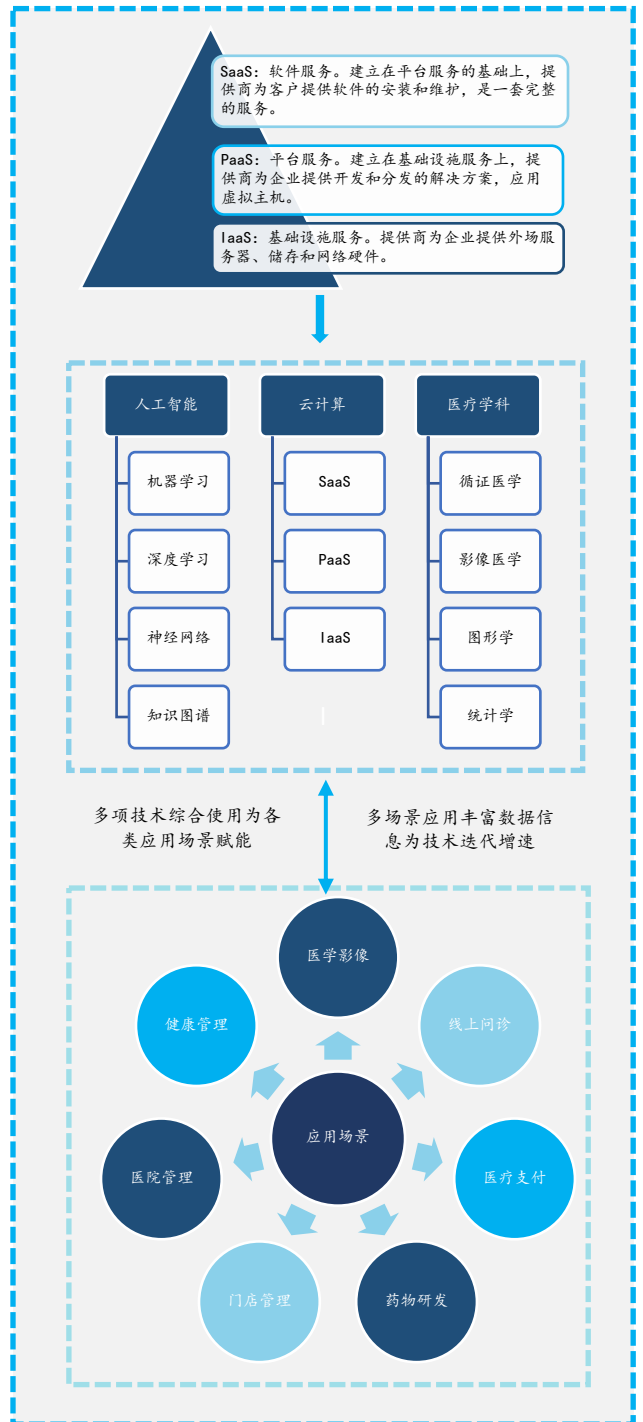 SaaS：软件服务。建立在平台服务的基础上，提
供商为客户提供软件的安装和维护，是一套完整
的服务。
PaaS：平台服务。建立在基础设施服务上，提
供商为企业提供开发和分发的解决方案，应用
虚拟主机。
IaaS：基础设施服务。提供商为企业提供外场服
务器、储存和网络硬件。
人工智能
机器学习
深度学习
神经网络
知识图谱
云计算
SaaS
PaaS
IaaS
医疗学科
循证医学
影像医学
图形学
统计学
多项技术综合使用为各
类应用场景赋能
多场景应用丰富数据信
息为技术迭代增速
医学影像
线上问诊
医疗支付
药物研发
门店管理
医院管理
健康管理
应用场景